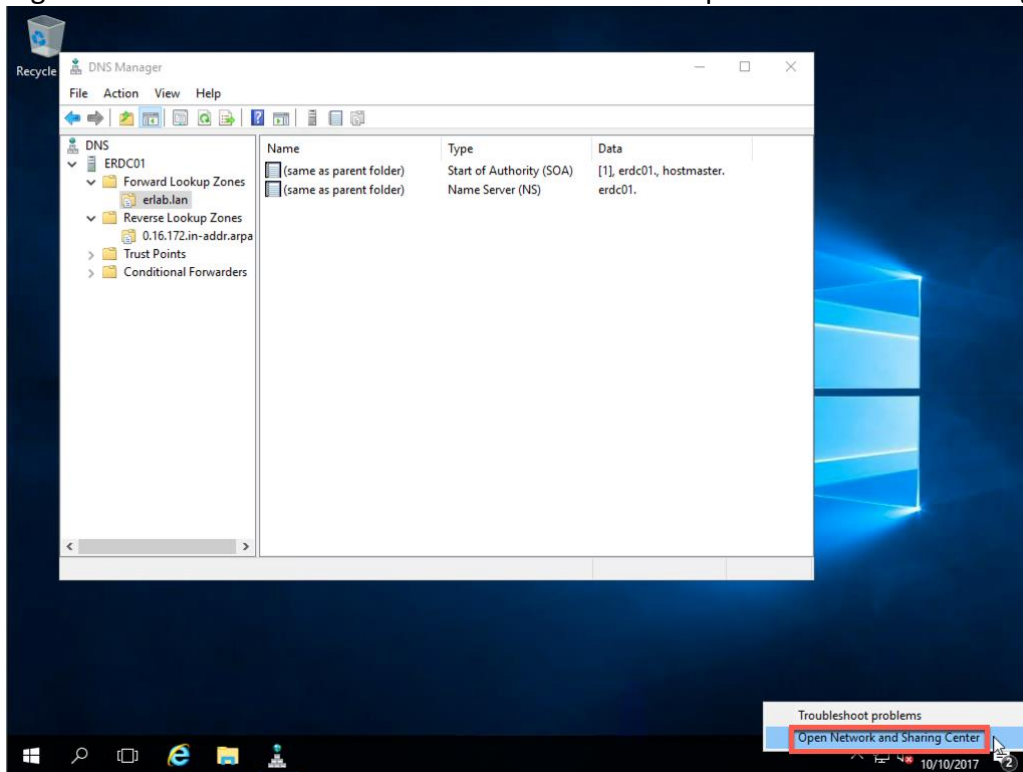 Recycle
DNS Manager
File Action View Help
DNS
ERDC01
Forward Lookup Zones
erlab.lan
Reverse Lookup Zones
0.16.172.in-addr.arpa
Trust Points
Conditional Forwarders
Name Type Data
(same as parent folder) Start of Authority (SOA) [1], erdc01., hostmaster.
(same as parent folder) Name Server (NS) erdc01.
Troubleshoot problems
Open Network and Sharing Center
10/10/2017
2